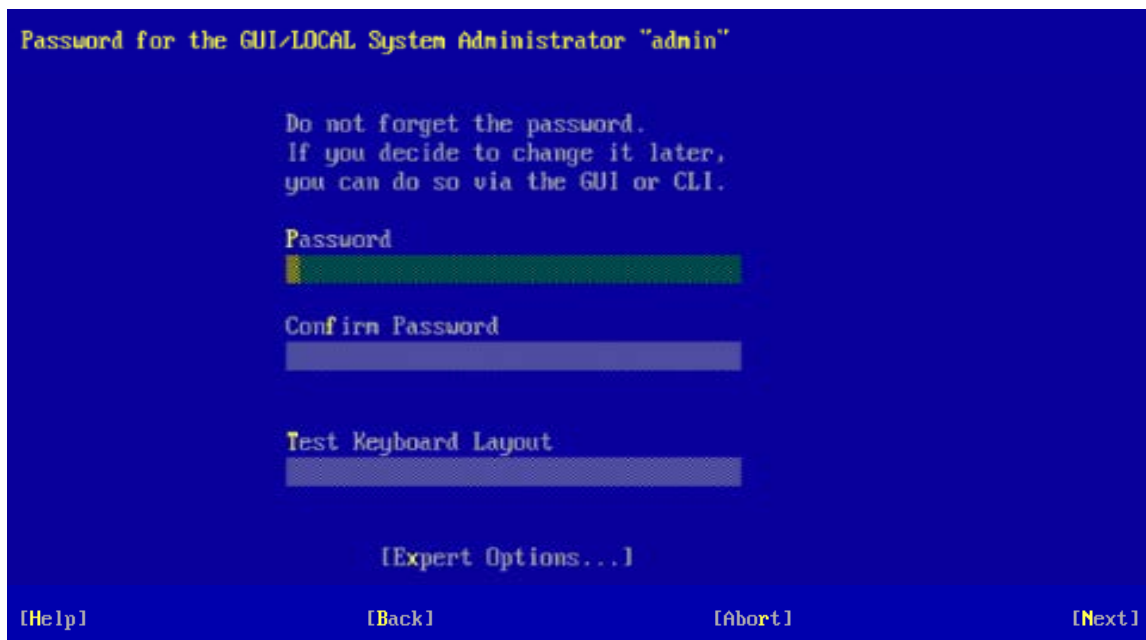 Password for the GUI/LOCAL System Administrator "admin"
Do not forget the password.
If you decide to change it later,
you can do so via the GUI or CLI.
Password
Confirm Password
Test Keyboard Layout
[Expert Options...]
[Help] [Back] [Abort] [Next]